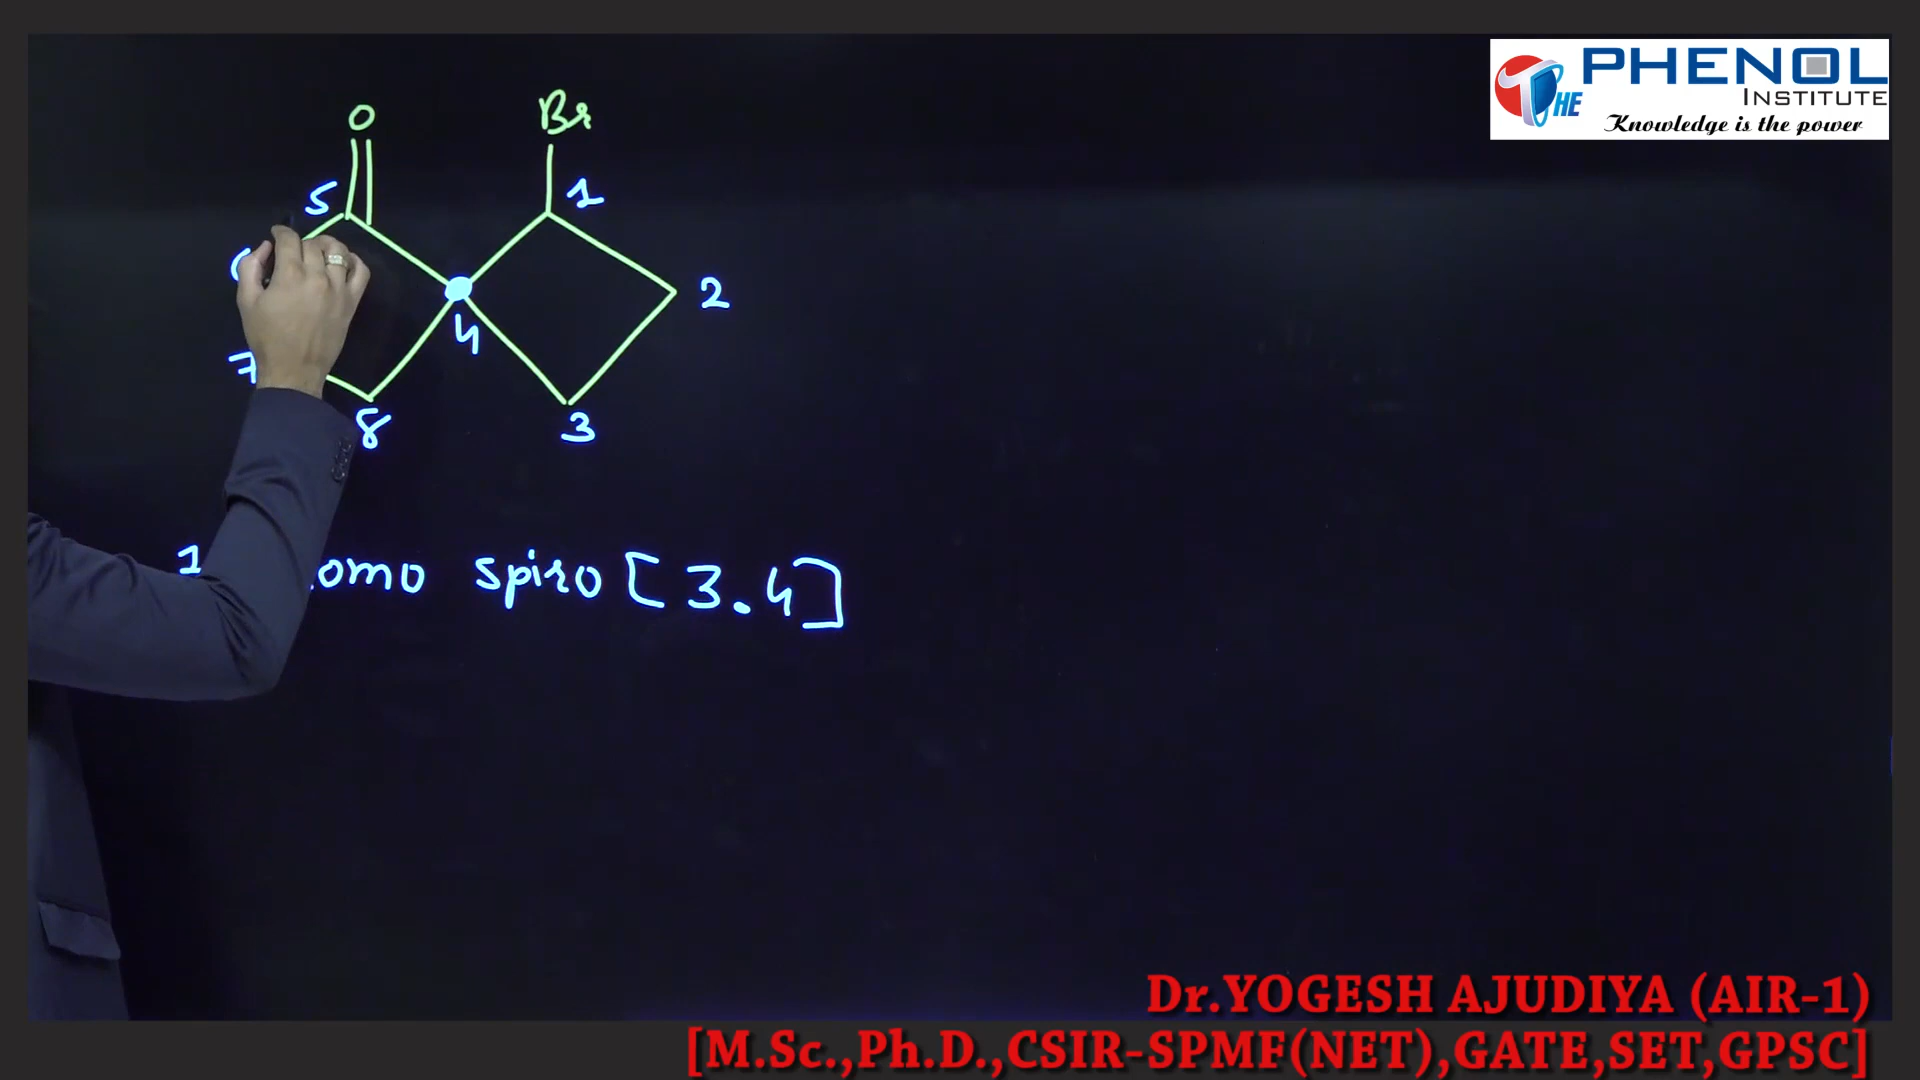 PHENOL
THE
INSTITUTE
Knowledge is the power
O
Br
5
1
2
4
7
8
3
1 omo spiro [3.4]
Dr.YOGESH AJUDIYA (AIR-1)
[M.Sc.,Ph.D.,CSIR-SPMF(NET),GATE,SET,GPSC]